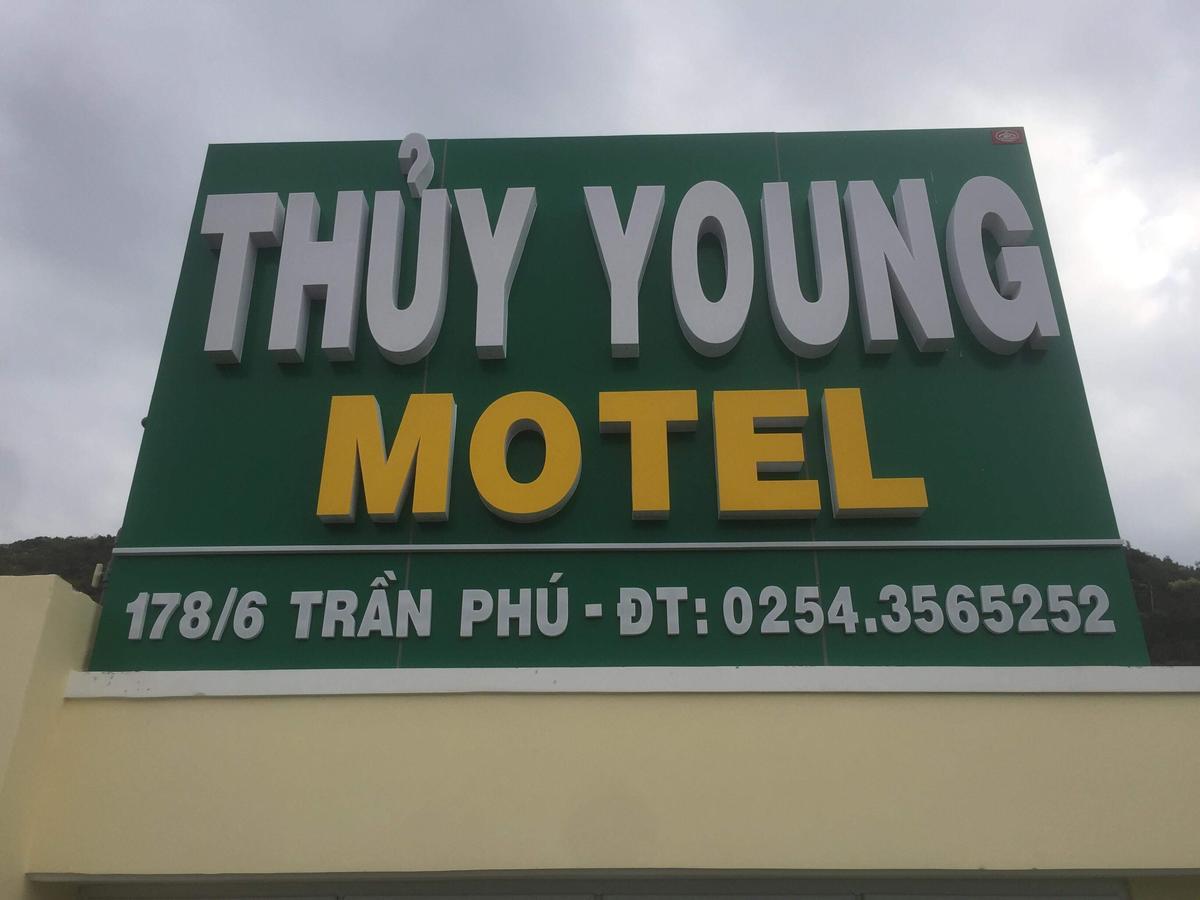 THỦY YOUNG
MOTEL
178/6 TRẦN PHÚ - ĐT: 0254.3565252